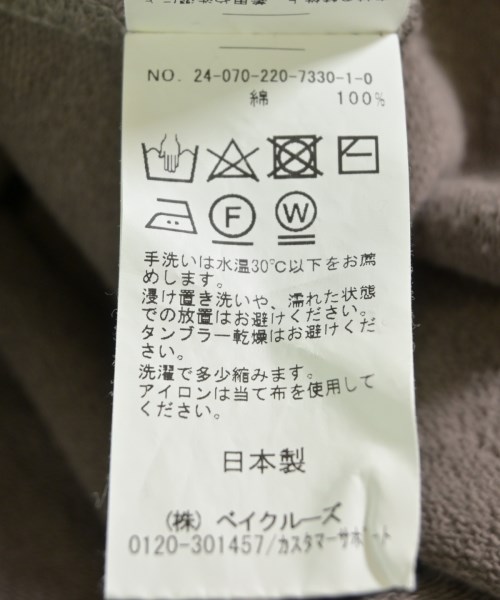 NO. 24-070-220-7330-1-0
綿 100%
F W
手洗いは水温30℃以下をお薦
めします。
浸け置き洗いや、濡れた状態
での放置はお避けください。
タンブラー乾燥はお避けくだ
さい。
洗濯で多少縮みます。
アイロンは当て布を使用して
ください。
日本製
(株) ベイクルーズ
0120-301457/カスタマーサポート